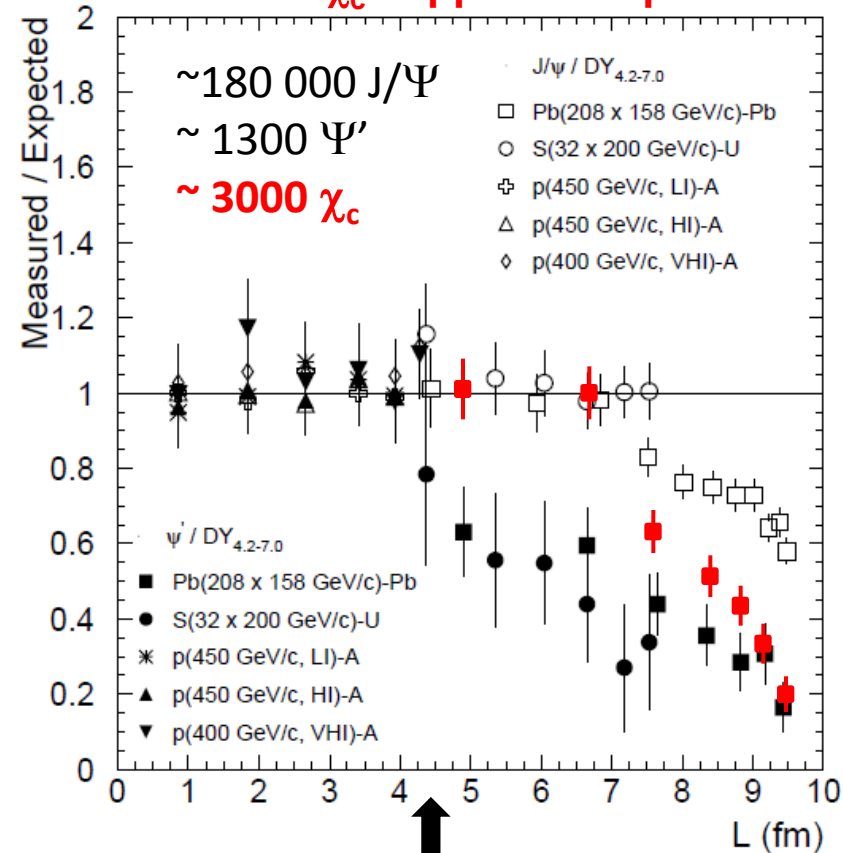 χc
2
1.8
1.6
1.4
1.2
1
0.8
0.6
0.4
0.2
0
Measured / Expected
~180 000 J/Ψ
~ 1300 Ψ’
~ 3000 χc
J/ψ / DY4.2-7.0
Pb(208 x 158 GeV/c)-Pb
S(32 x 200 GeV/c)-U
p(450 GeV/c, LI)-A
p(450 GeV/c, HI)-A
p(400 GeV/c, VHI)-A
ψ' / DY4.2-7.0
Pb(208 x 158 GeV/c)-Pb
S(32 x 200 GeV/c)-U
p(450 GeV/c, LI)-A
p(450 GeV/c, HI)-A
p(400 GeV/c, VHI)-A
0 1 2 3 4 5 6 7 8 9 10
L (fm)